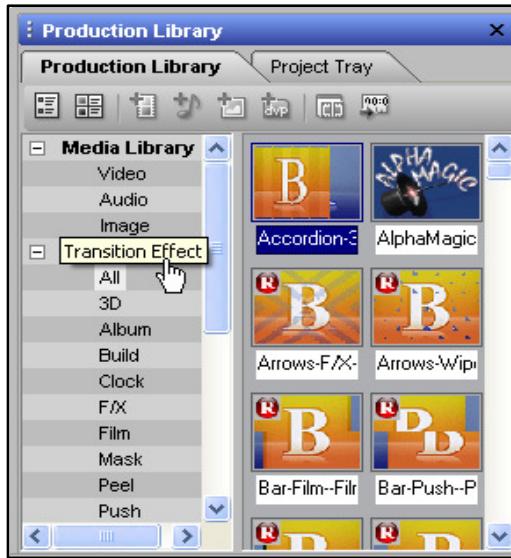 Production Library
Production Library
Project Tray
dvp
Media Library
Video
Audio
Image
Transition Effect
All
3D
Album
Build
Clock
F/X
Film
Mask
Peel
Push
B
Accordion-3
ALPHA MAGIC
AlphaMagic
R
B
Arrows-F/X-
R
B
Arrows-Wip
R
B
Bar-Film--Film
R
Bar-Push--P
R
R